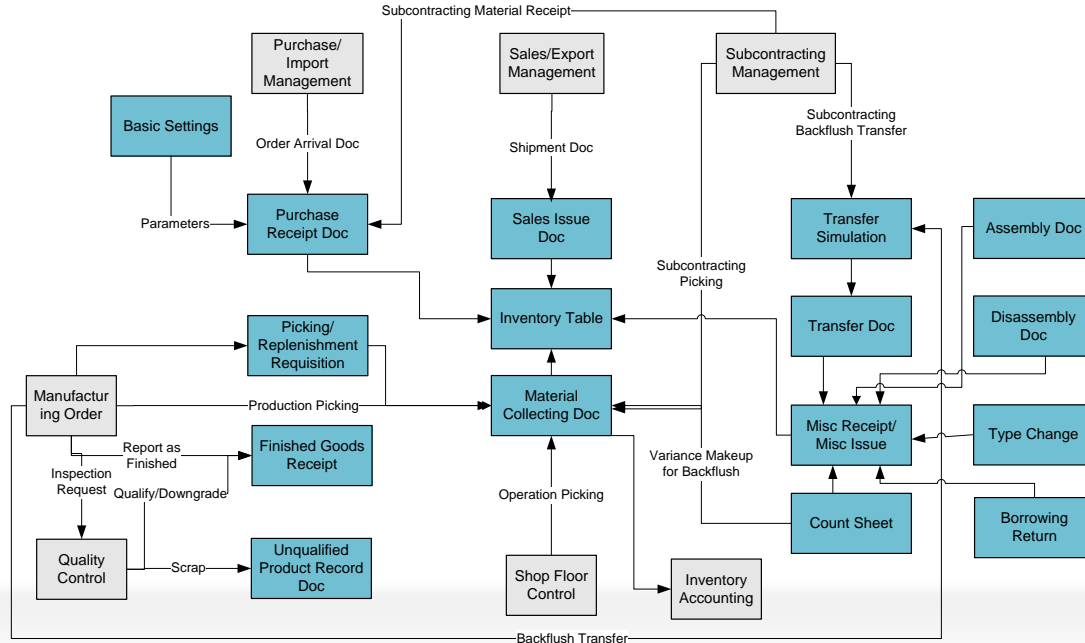 Subcontracting Material Receipt
Purchase/
Import
Management
Sales/Export
Management
Subcontracting
Management
Basic Settings
Subcontracting
Backflush Transfer
Order Arrival Doc
Shipment Doc
Parameters
Purchase
Receipt Doc
Sales Issue
Doc
Transfer
Simulation
Assembly Doc
Subcontracting
Picking
Inventory Table
Transfer Doc
Disassembly
Doc
Picking/
Replenishment
Requisition
Manufactur
ing Order
Production Picking
Material
Collecting Doc
Misc Receipt/
Misc Issue
Type Change
Report as
Finished
Finished Goods
Receipt
Variance Makeup
for Backflush
Inspection
Request
Qualify/Downgrade
Operation Picking
Count Sheet
Borrowing
Return
Quality
Control
Scrap
Unqualified
Product Record
Doc
Shop Floor
Control
Inventory
Accounting
Backflush Transfer